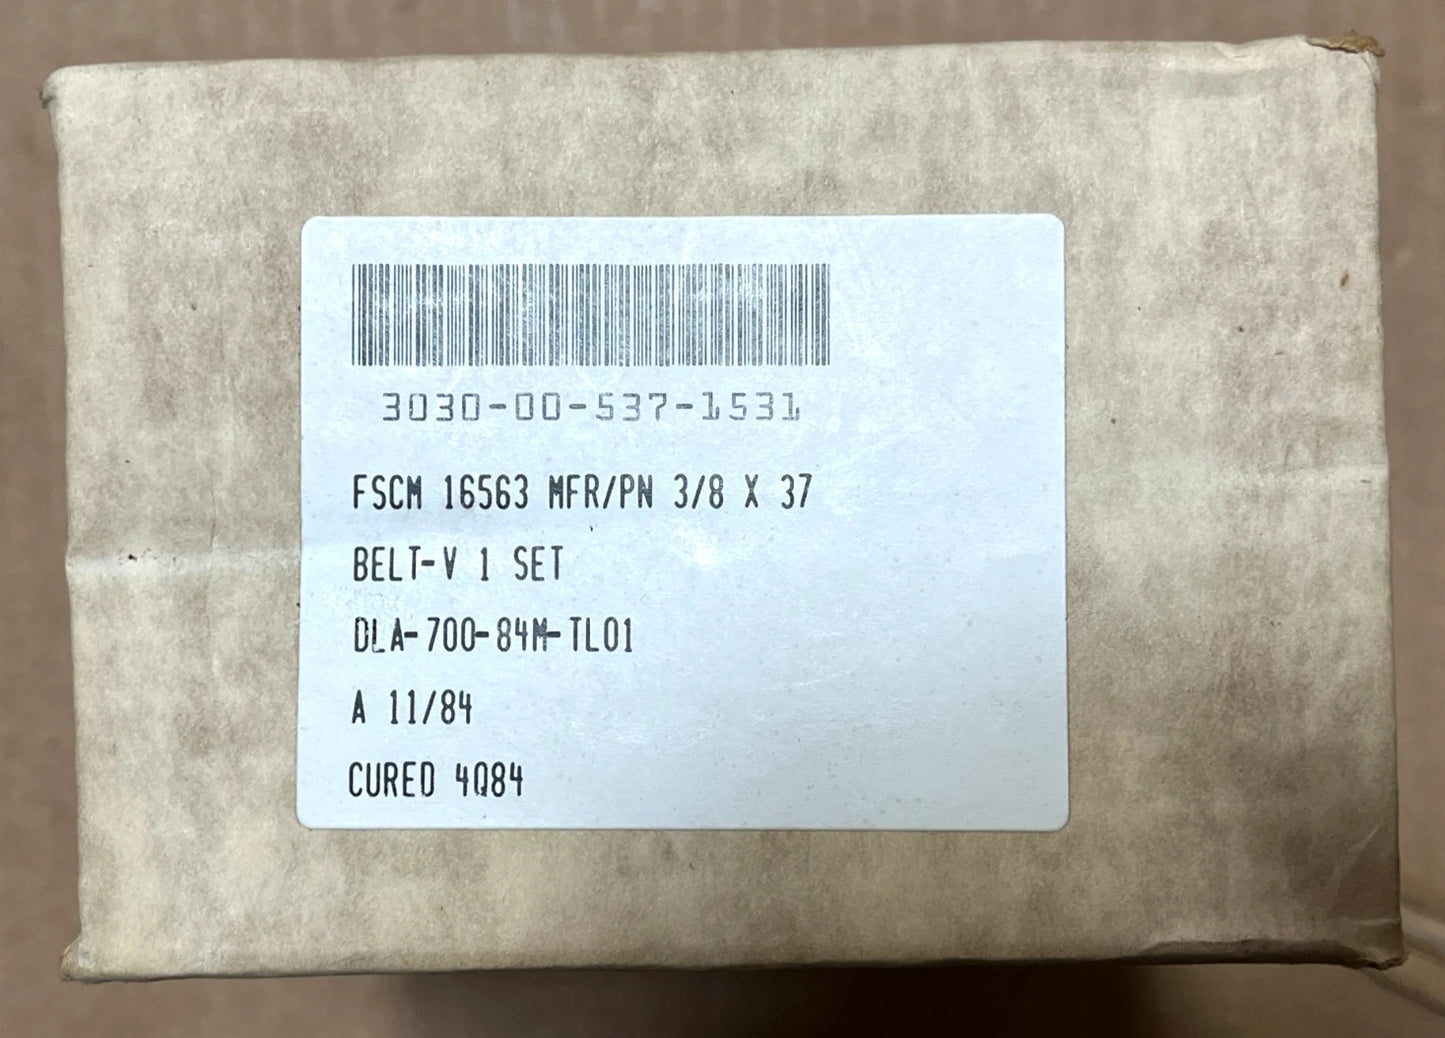 3030-00-537-1531
FSCM 16563 MFR/PN 3/8 X 37
BELT-V 1 SET
DLA-700-84M-TL01
A 11/84
CURED 4Q84